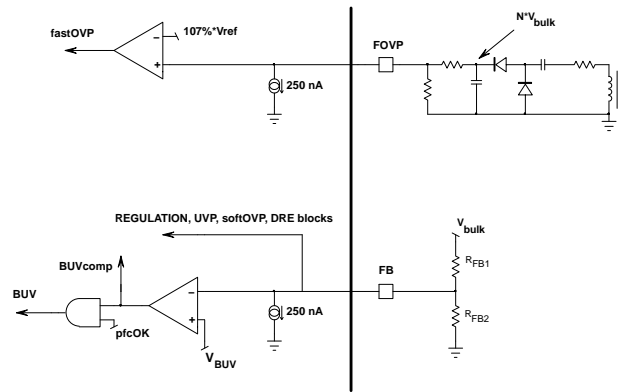 fastOVP
107%*Vref
250 nA
FOVP
N*Vbulk
REGULATION, UVP, softOVP, DRE blocks
BUVcomp
BUV
pfcOK
VBUV
250 nA
FB
Vbulk
RFB1
RFB2